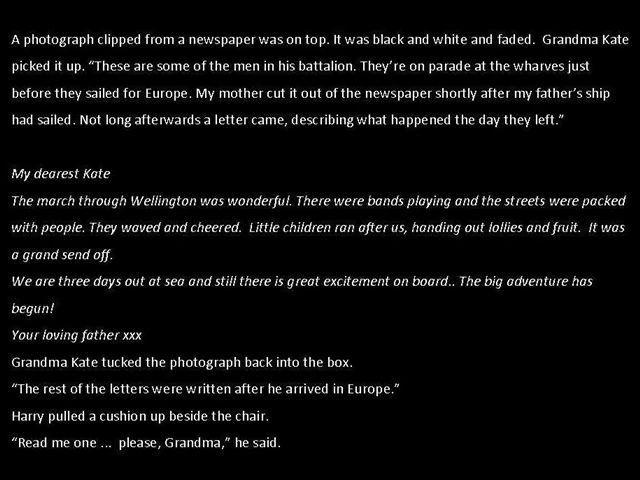 A photograph clipped from a newspaper was on top. It was black and white and faded.  Grandma Kate
picked it up. “These are some of the men in his battalion. They’re on parade at the wharves just
before they sailed for Europe. My mother cut it out of the newspaper shortly after my father’s ship
had sailed. Not long afterwards a letter came, describing what happened the day they left.”
My dearest Kate
The march through Wellington was wonderful. There were bands playing and the streets were packed
with people. They waved and cheered.  Little children ran after us, handing out lollies and fruit.  It was
a grand send off.
We are three days out at sea and still there is great excitement on board.. The big adventure has
begun!
Your loving father xxx
Grandma Kate tucked the photograph back into the box.
“The rest of the letters were written after he arrived in Europe.”
Harry pulled a cushion up beside the chair.
“Read me one ...  please, Grandma,” he said.